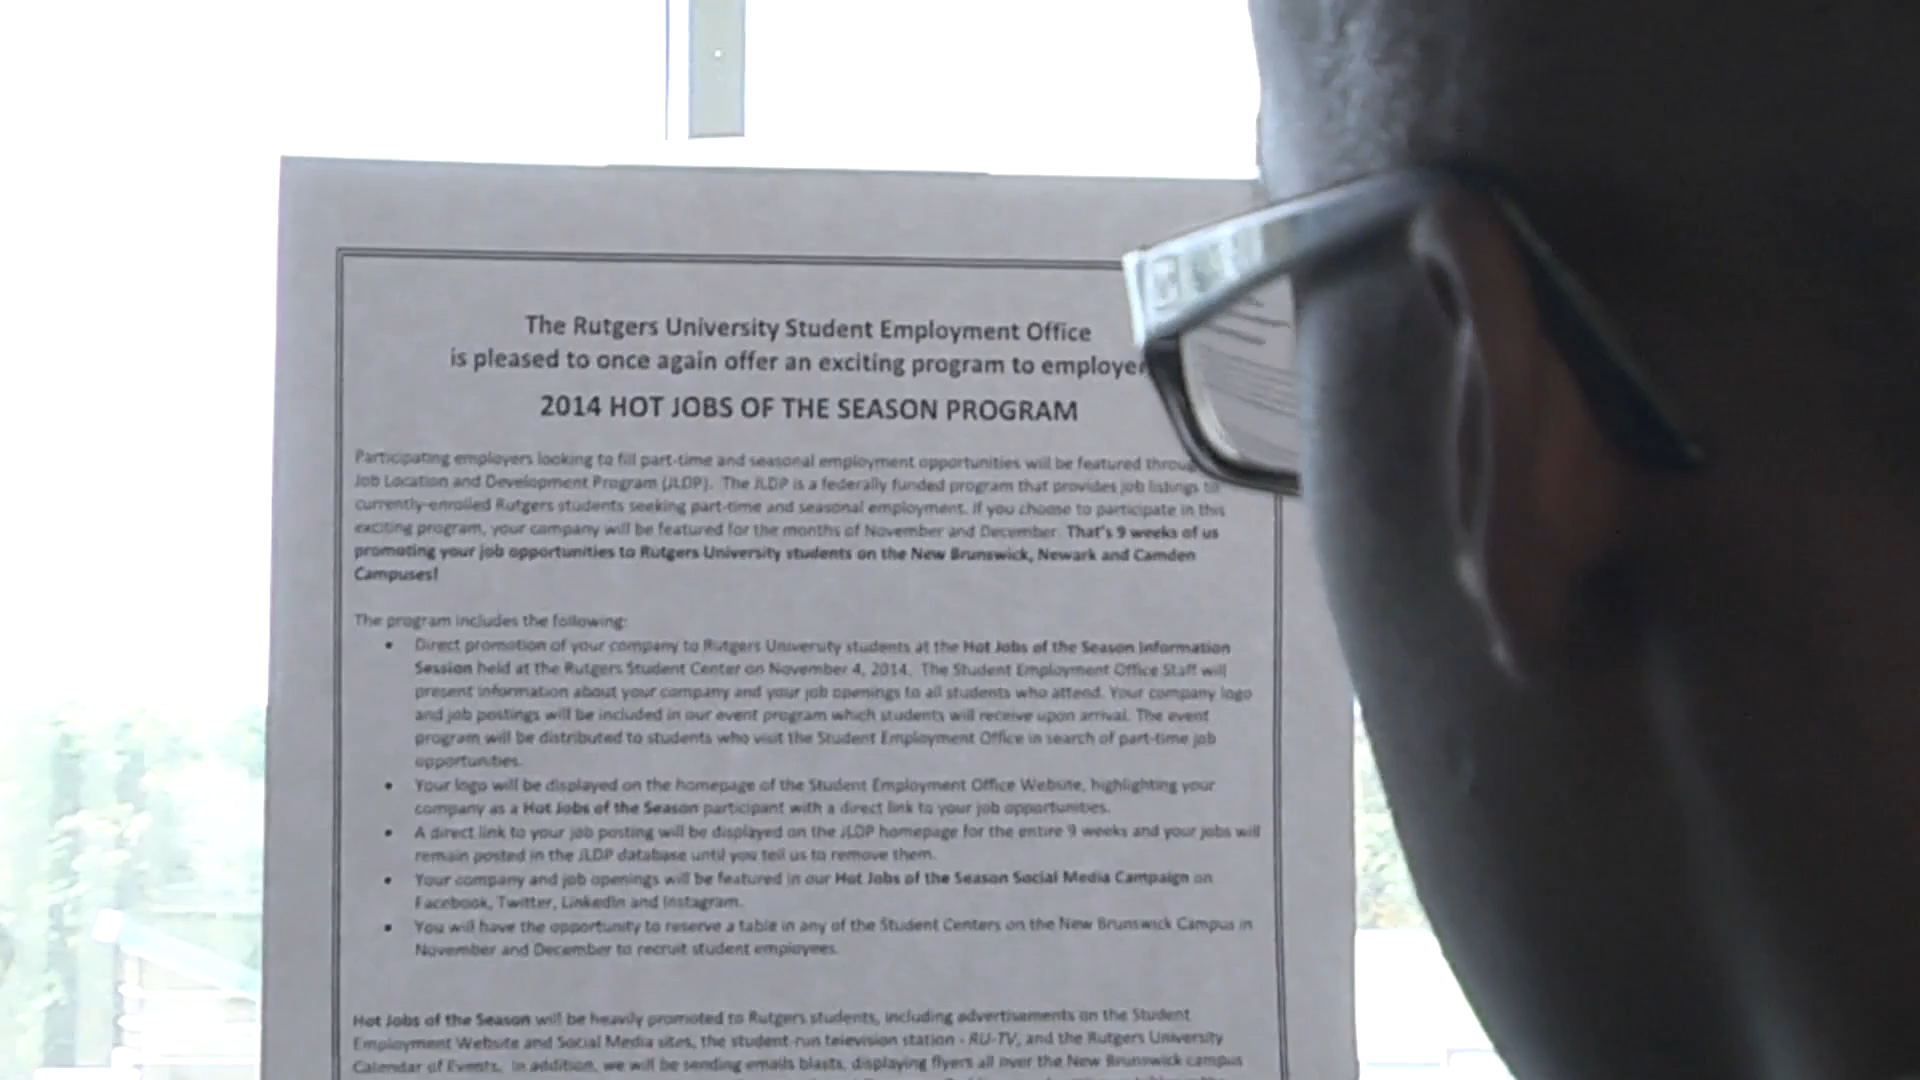 The Rutgers University Student Employment Office
is pleased to once again offer an exciting program to employer
2014 HOT JOBS OF THE SEASON PROGRAM
Participating employers looking to fill part-time and seasonal employment opportunities will be featured throu
Job Location and Development Program (JLDP). The JLDP is a federally funded program that provides job listings to
currently-enrolled Rutgers students seeking part-time and seasonal employment. If you choose to participate in this
exciting program, your company will be featured for the months of November and December. That's 9 weeks of us
promoting your job opportunities to Rutgers University students on the New Brunswick, Newark and Camden
Campuses!
The program includes the following:
• Direct promotion of your company to Rutgers University students at the Hot Jobs of the Season Information
Session held at the Rutgers Student Center on November 4, 2014. The Student Employment Office Staff will
present information about your company and your job openings to all students who attend. Your company logo
and job postings will be included in our event program which students will receive upon arrival. The event
program will be distributed to students who visit the Student Employment Office in search of part-time job
opportunities.
• Your logo will be displayed on the homepage of the Student Employment Office Website, highlighting your
company as a Hot Jobs of the Season participant with a direct link to your job opportunities.
• A direct link to your job posting will be displayed on the JLDP homepage for the entire 9 weeks and your jobs will
remain posted in the JLDP database until you tell us to remove them.
• Your company and job openings will be featured in our Hot Jobs of the Season Social Media Campaign on
Facebook, Twitter, LinkedIn and Instagram.
• You will have the opportunity to reserve a table in any of the Student Centers on the New Brunswick Campus in
November and December to recruit student employees.
Hot Jobs of the Season will be heavily promoted to Rutgers students, including advertisements on the Student
Employment Website and Social Media sites, the student-run television station - RU-TV, and the Rutgers University
Calendar of Events. In addition, we will be sending emails blasts, displaying flyers all over the New Brunswick campus